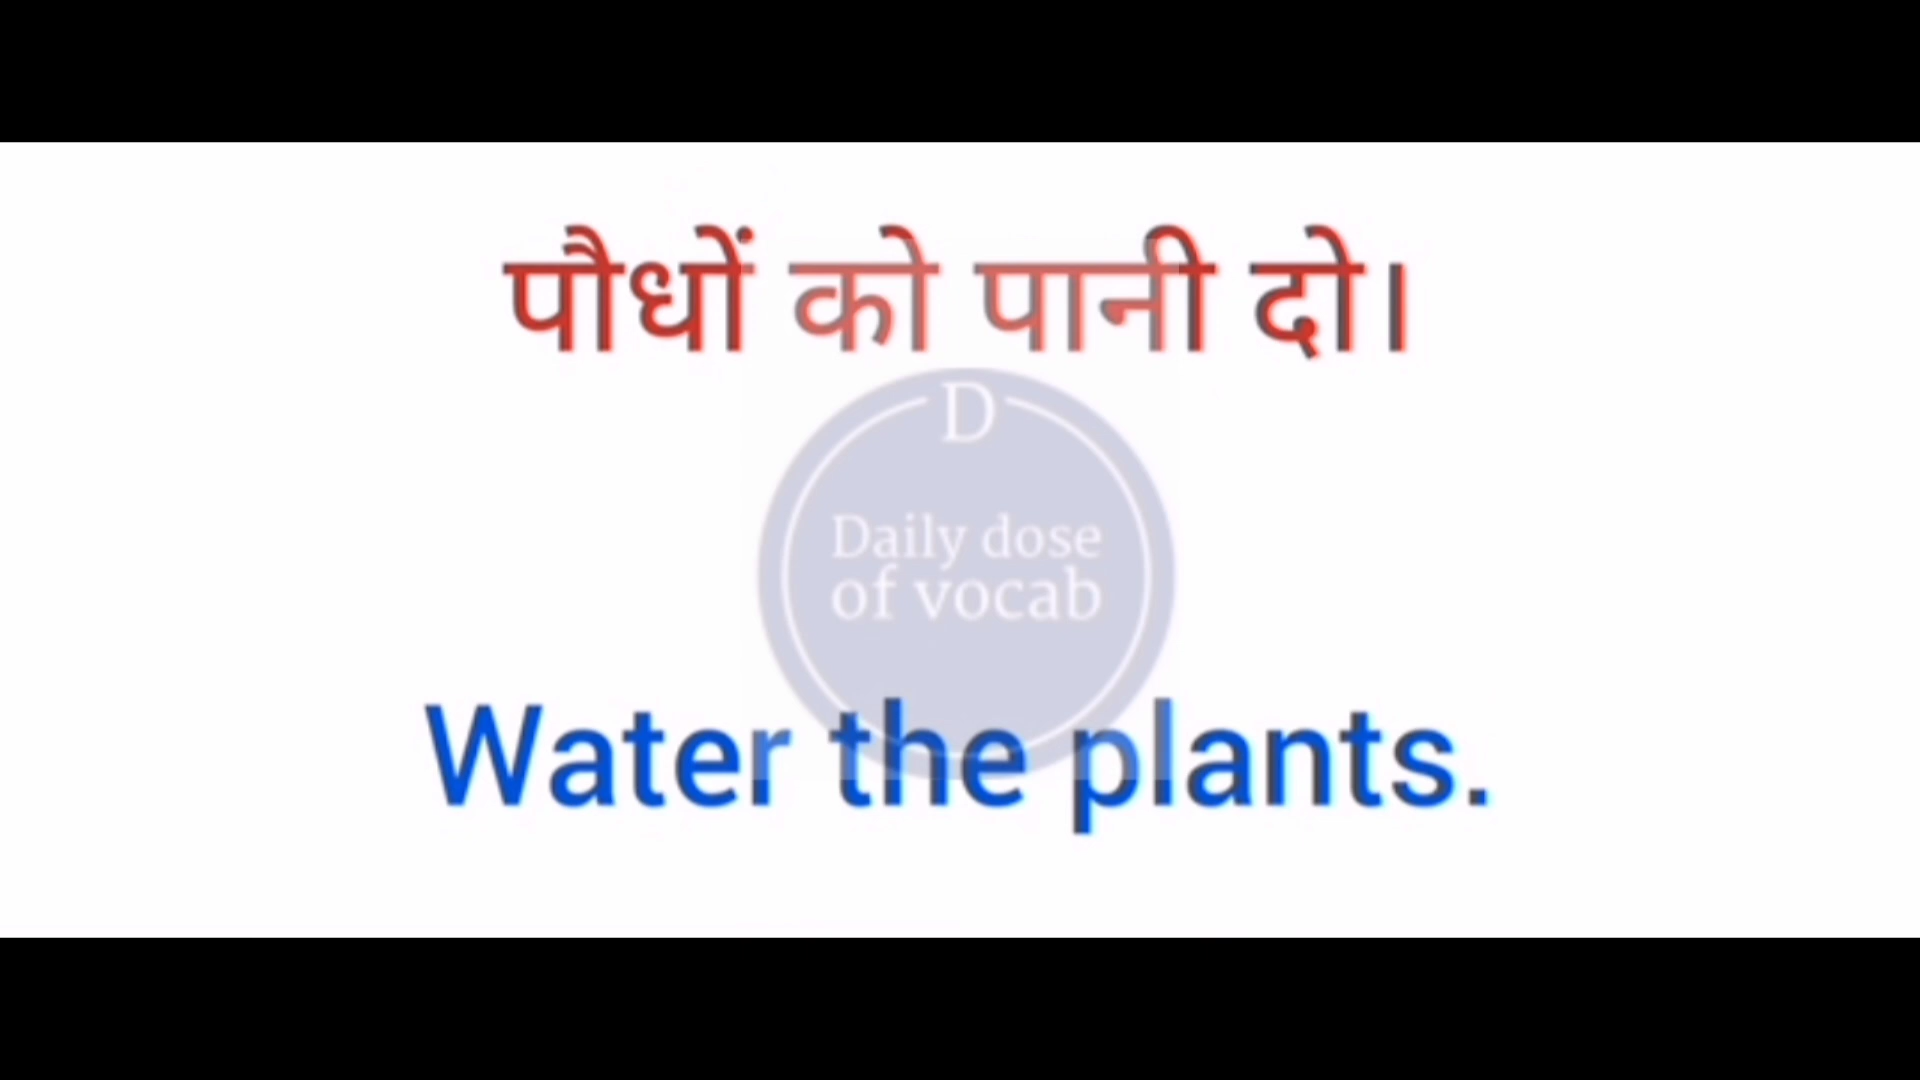 पौधों को पानी दो।
D
Daily dose
of vocab
Water the plants.